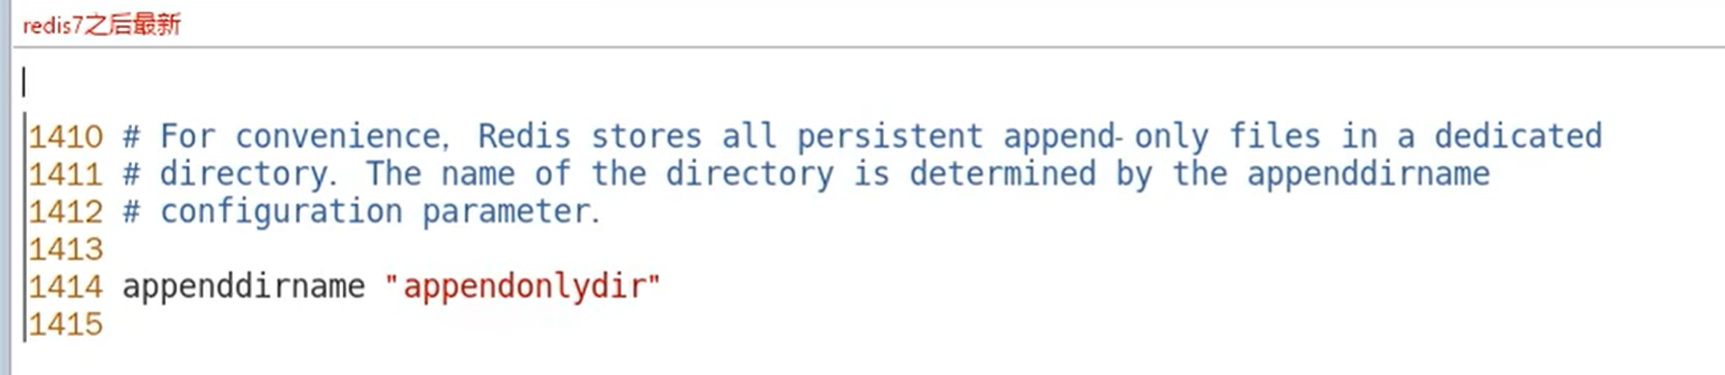 redis7之后最新
1410 # For convenience, Redis stores all persistent append-only files in a dedicated
1411 # directory. The name of the directory is determined by the appenddirname
1412 # configuration parameter.
1413
1414 appenddirname "appendonlydir"
1415